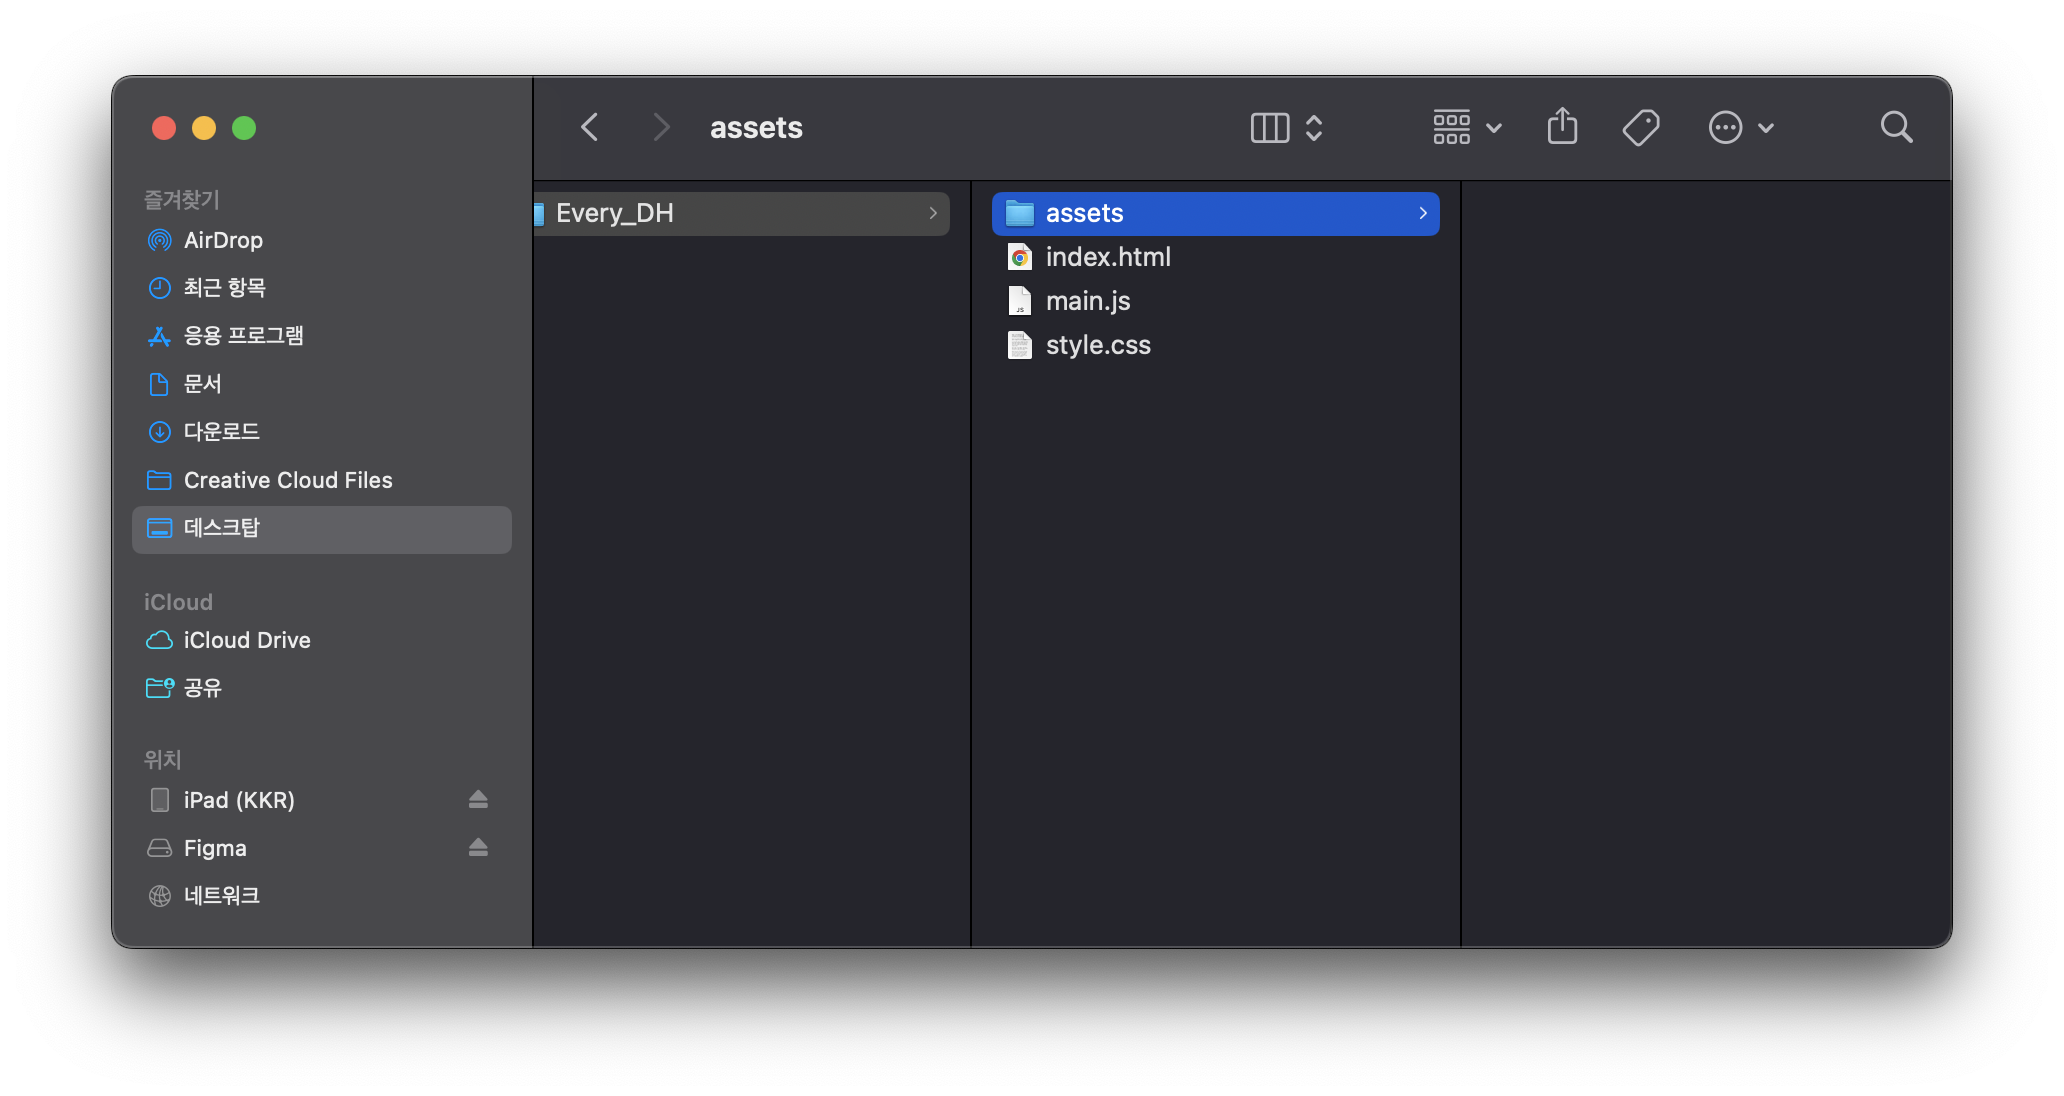 assets
즐겨찾기
AirDrop
최근 항목
응용 프로그램
문서
다운로드
Creative Cloud Files
데스크탑
iCloud
iCloud Drive
공유
위치
iPad (KKR)
Figma
네트워크
Every_DH
assets
index.html
main.js
style.css
JS